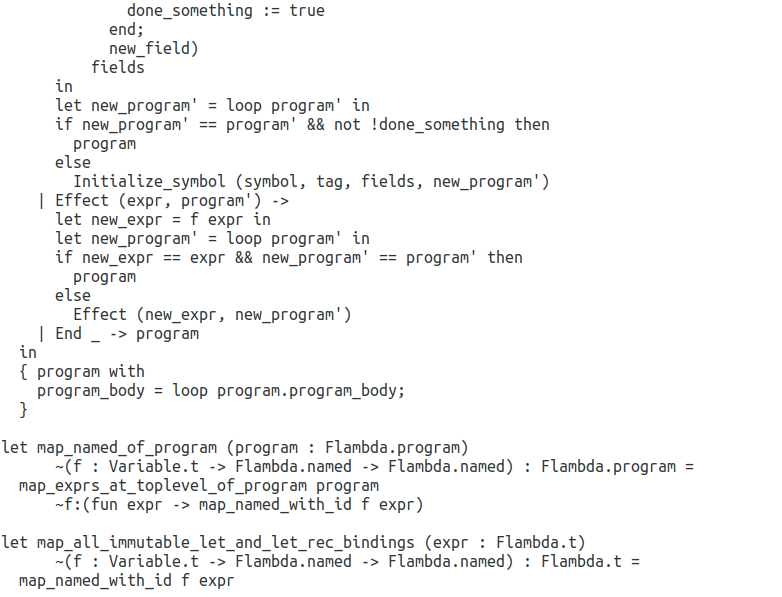 done_something := true
            end;
            new_field)
          fields
      in
      let new_program' = loop program' in
      if new_program' == program' && not !done_something then
        program
      else
        Initialize_symbol (symbol, tag, fields, new_program')
    | Effect (expr, program') ->
      let new_expr = f expr in
      let new_program' = loop program' in
      if new_expr == expr && new_program' == program' then
        program
      else
        Effect (new_expr, new_program')
    | End _ -> program
  in
  { program with
    program_body = loop program.program_body;
  }

let map_named_of_program (program : Flambda.program)
      ~(f : Variable.t -> Flambda.named -> Flambda.named) : Flambda.program =
  map_exprs_at_toplevel_of_program program
      ~f:(fun expr -> map_named_with_id f expr)

let map_all_immutable_let_and_let_rec_bindings (expr : Flambda.t)
      ~(f : Variable.t -> Flambda.named -> Flambda.named) : Flambda.t =
  map_named_with_id f expr